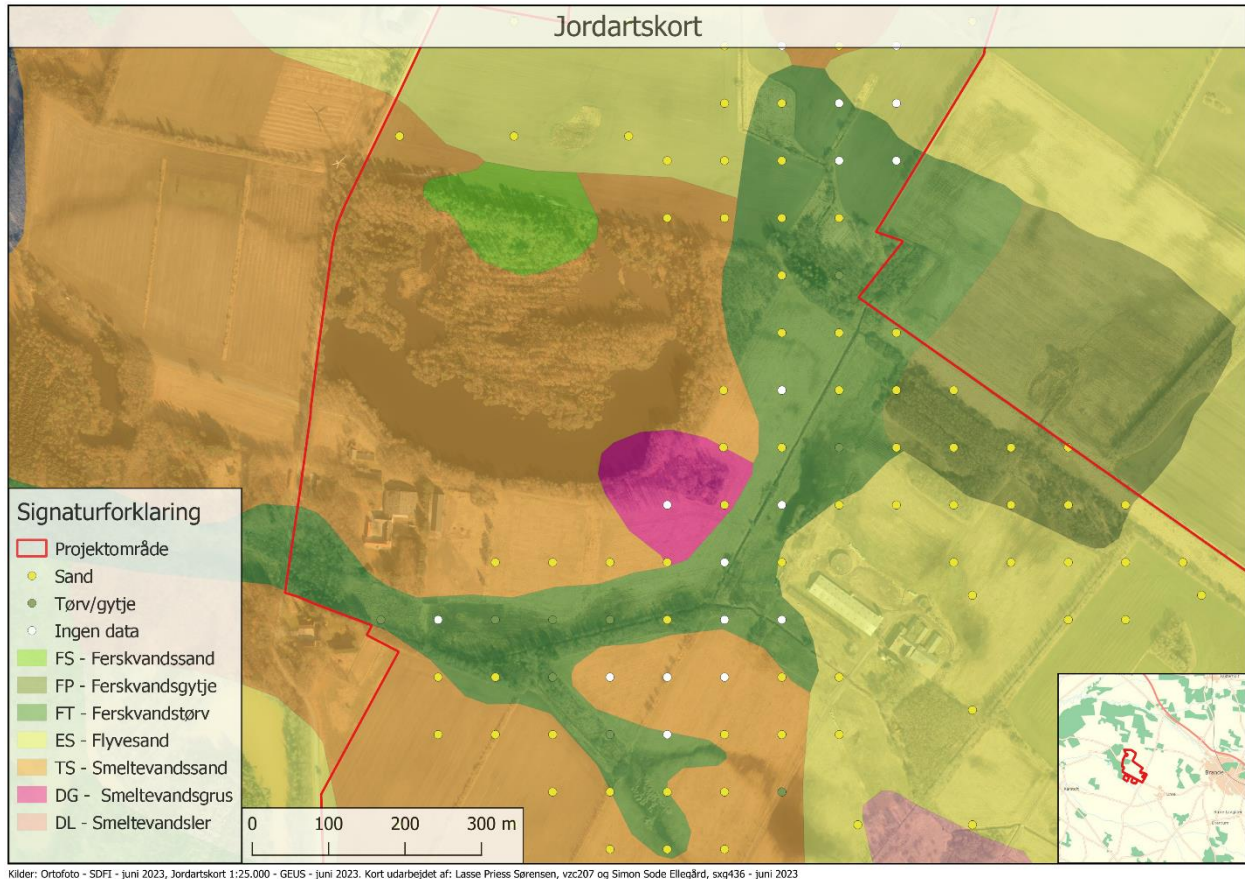 Jordartskort
Signaturforklaring
Projektområde
Sand
Tørv/gytje
Ingen data
FS - Ferskvandssand
FP - Ferskvandsgytje
FT - Ferskvandstørv
ES - Flyvesand
TS - Smeltevandssand
DG - Smeltevandsgrus
DL - Smeltevandsler
0 100 200 300 m
Brande
Kilder: Ortofoto - SDFI - juni 2023, Jordartskort 1:25.000 - GEUS - juni 2023. Kort udarbejdet af: Lasse Priess Sørensen, vzc207 og Simon Sode Ellegård, sxg436 - juni 2023